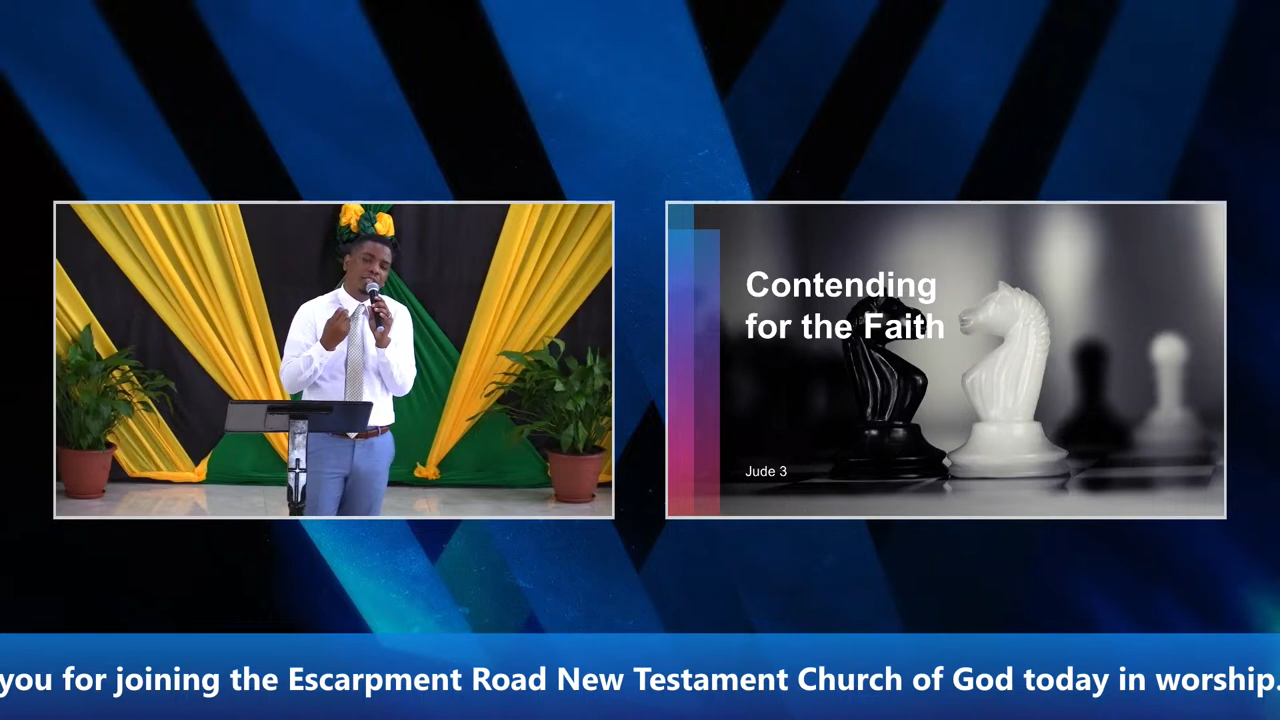 Contending
for the Faith
Jude 3
you for joining the Escarpment Road New Testament Church of God today in worship.